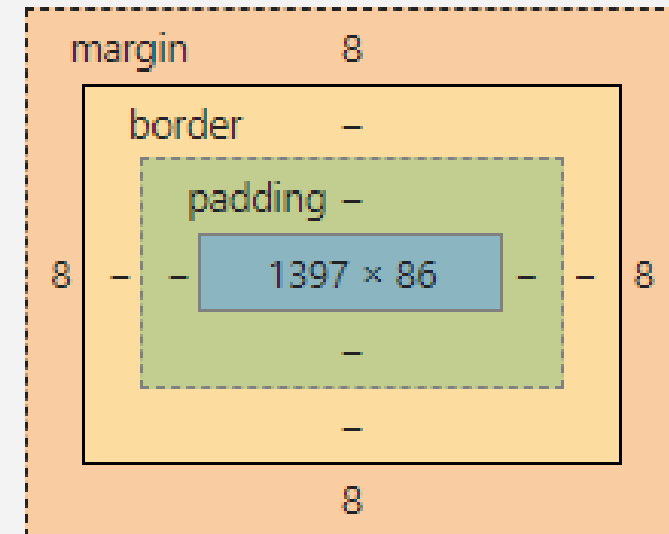 margin 8
border –
padding –
8 – – 1397 × 86 – – 8
–
–
8